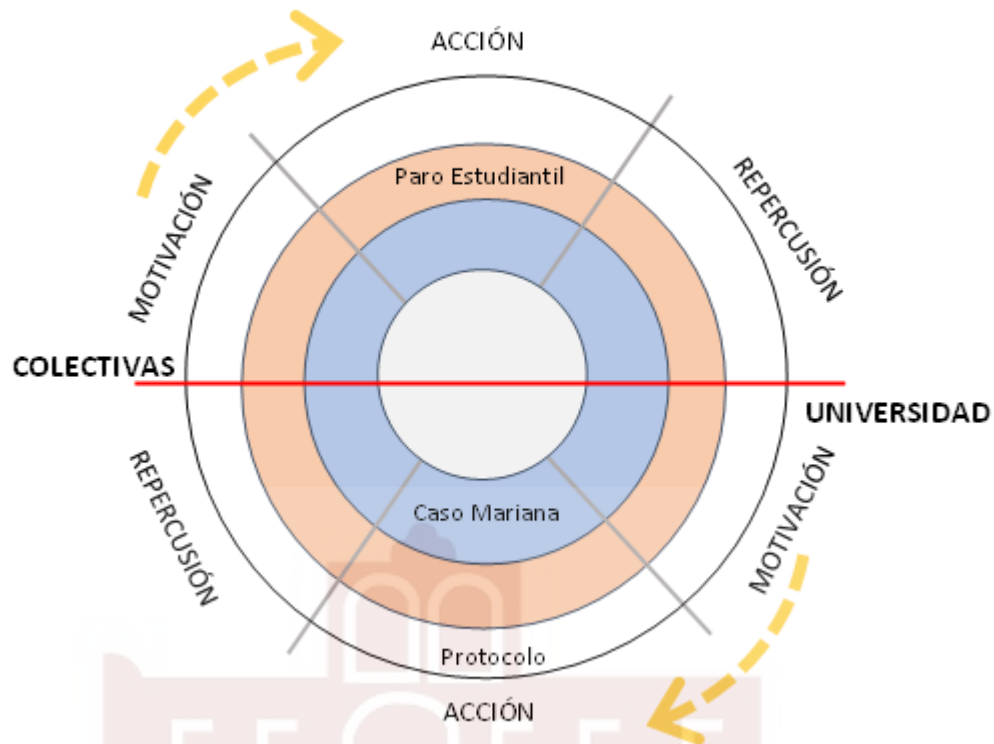 ACCIÓN
Paro Estudiantil
MOTIVACIÓN
REPERCUSIÓN
COLECTIVAS
UNIVERSIDAD
REPERCUSIÓN
Caso Mariana
MOTIVACIÓN
Protocolo
ACCIÓN